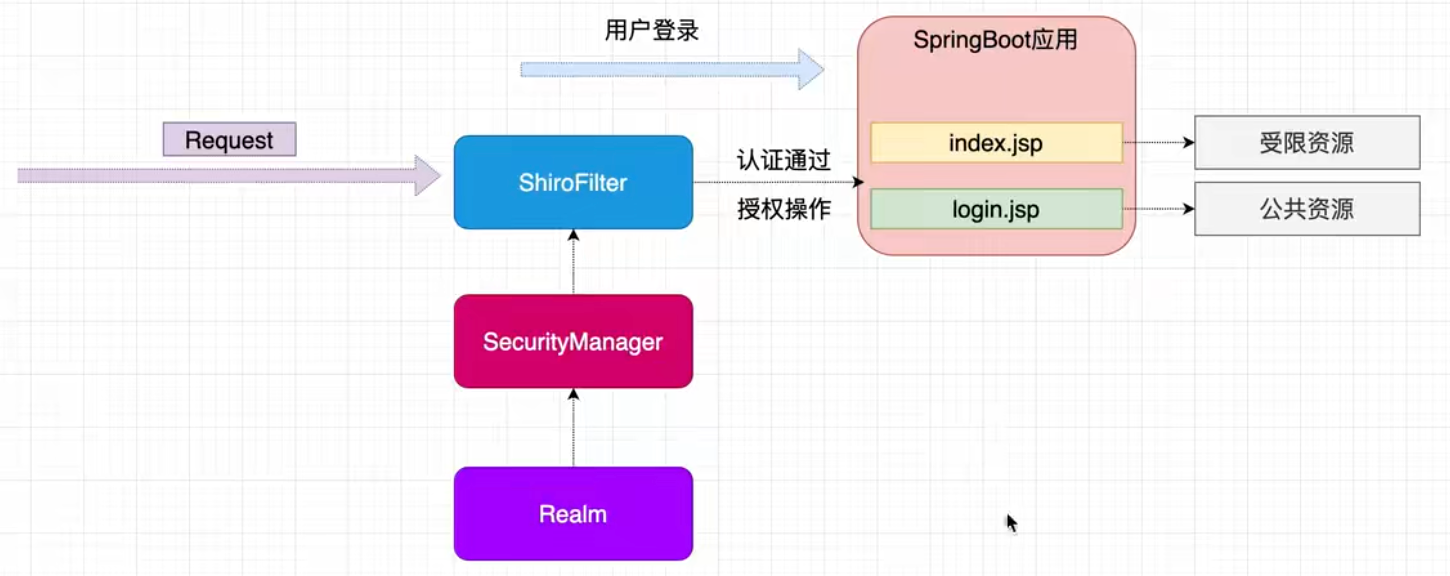 用户登录
SpringBoot应用
Request
ShiroFilter
认证通过
授权操作
index.jsp
受限资源
login.jsp
公共资源
SecurityManager
Realm